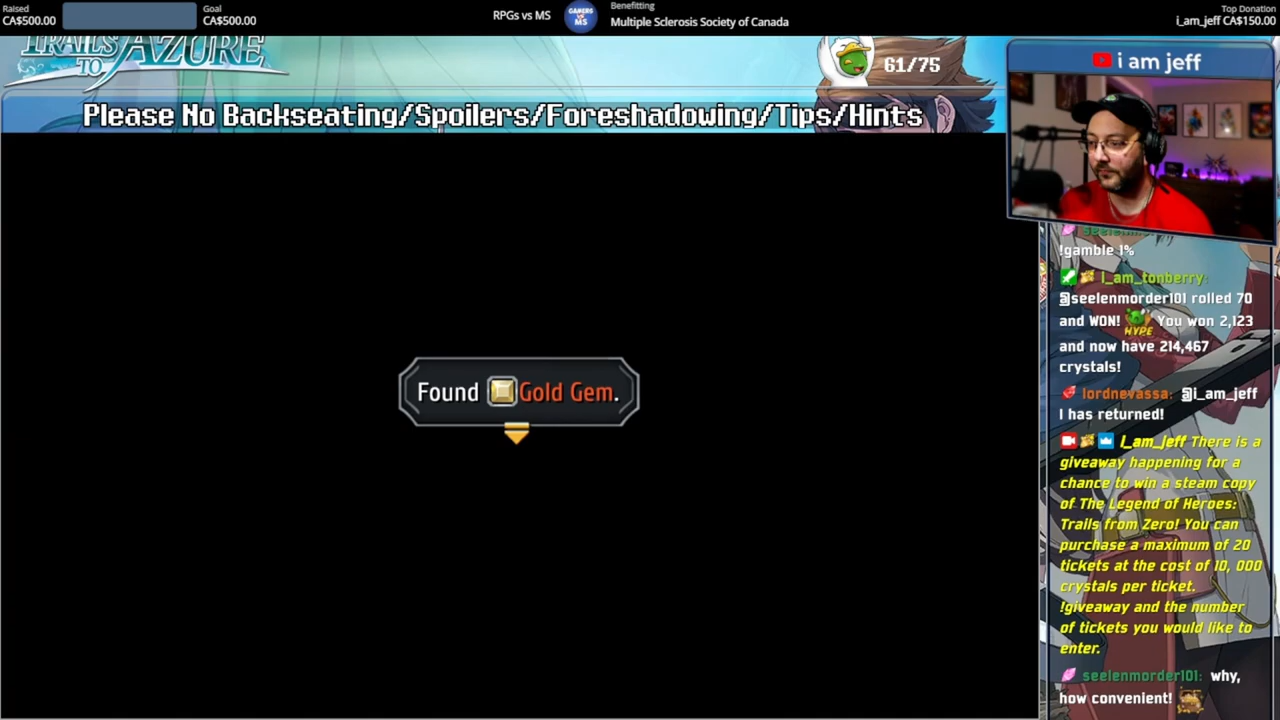 Raised
CA$500.00
Goal
CA$500.00
RPGs vs MS
GAMERS
VS
MS
Benefitting
Multiple Sclerosis Society of Canada
Top Donation
i_am_jeff CA$150.00
TRAILS
TO AZURE
61/75
i am jeff
Please No Backseating/Spoilers/Foreshadowing/Tips/Hints
Found Gold Gem.
!gamble 1%
i_am_tonberry:
@seelenmorder101 rolled 70
and WON! HYPE You won 2,123
and now have 214,467
crystals!
lordnevassa: @i_am_jeff
I has returned!
i_am_jeff There is a
giveaway happening for a
chance to win a steam copy
of The Legend of Heroes:
Trails from Zero! You can
purchase a maximum of 20
tickets at the cost of 10, 000
crystals per ticket.
!giveaway and the number
of tickets you would like to
enter.
seelenmorder101: why,
how convenient!